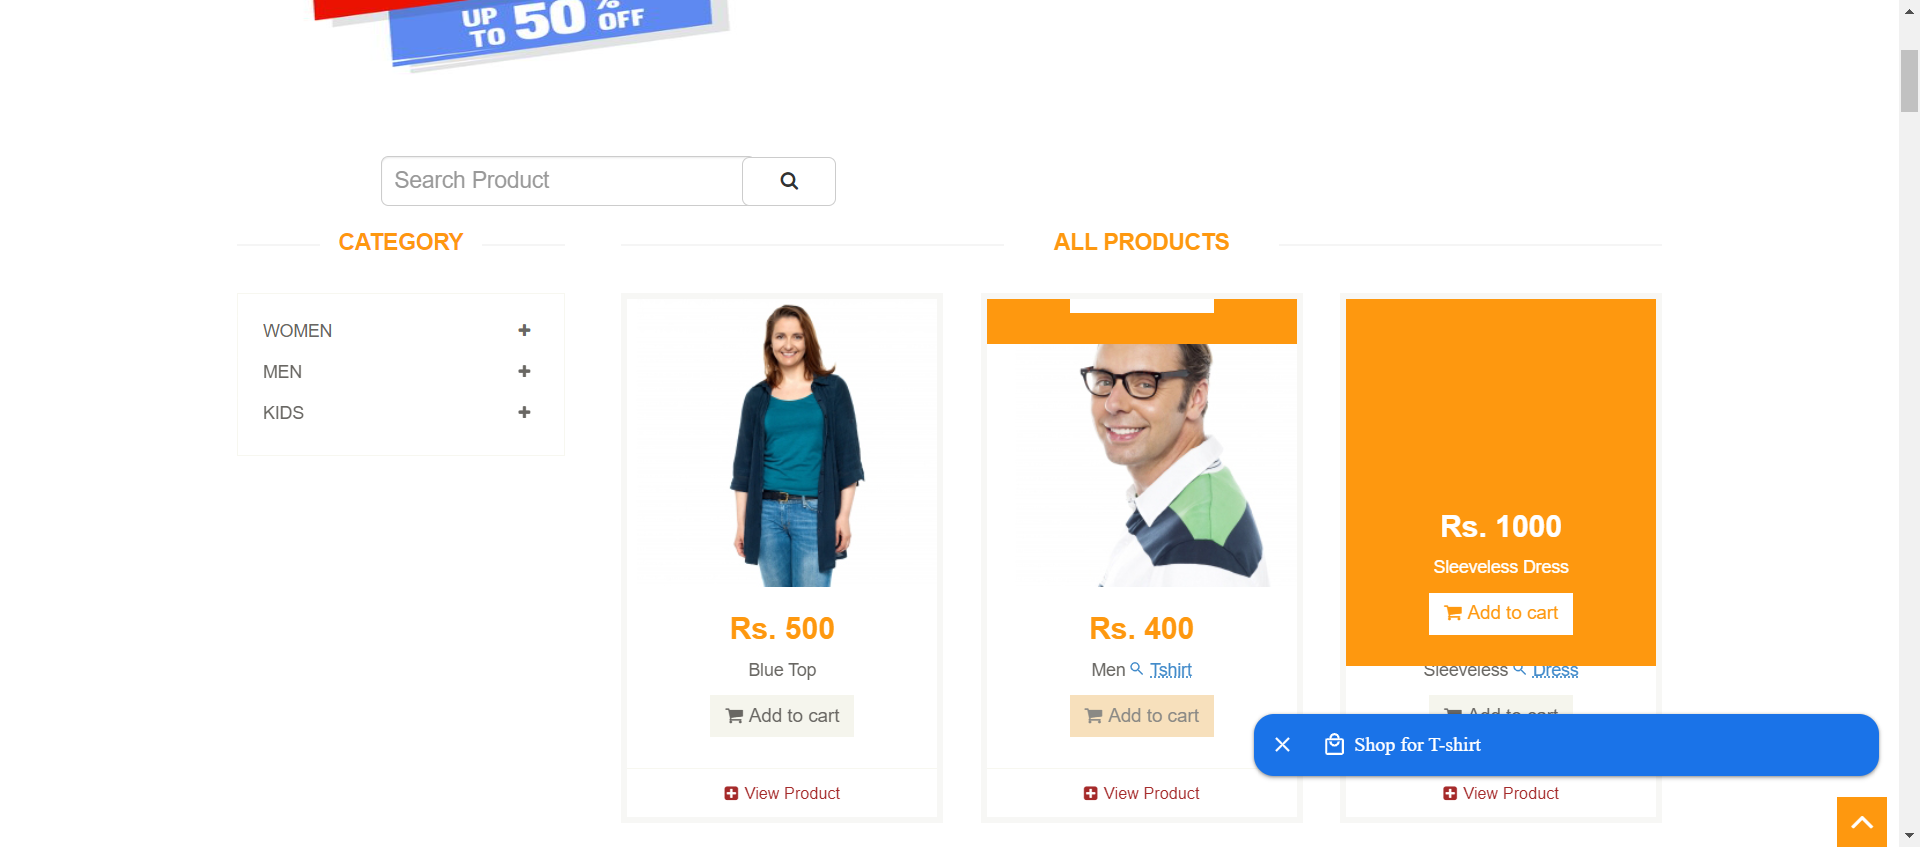 UP TO 50% OFF
Search Product
CATEGORY
ALL PRODUCTS
WOMEN
MEN
KIDS
Rs. 500
Blue Top
Add to cart
View Product
Rs. 400
Men Tshirt
Add to cart
View Product
Rs. 1000
Sleeveless Dress
Add to cart
Sleeveless Dress
Add to cart
Shop for T-shirt
View Product